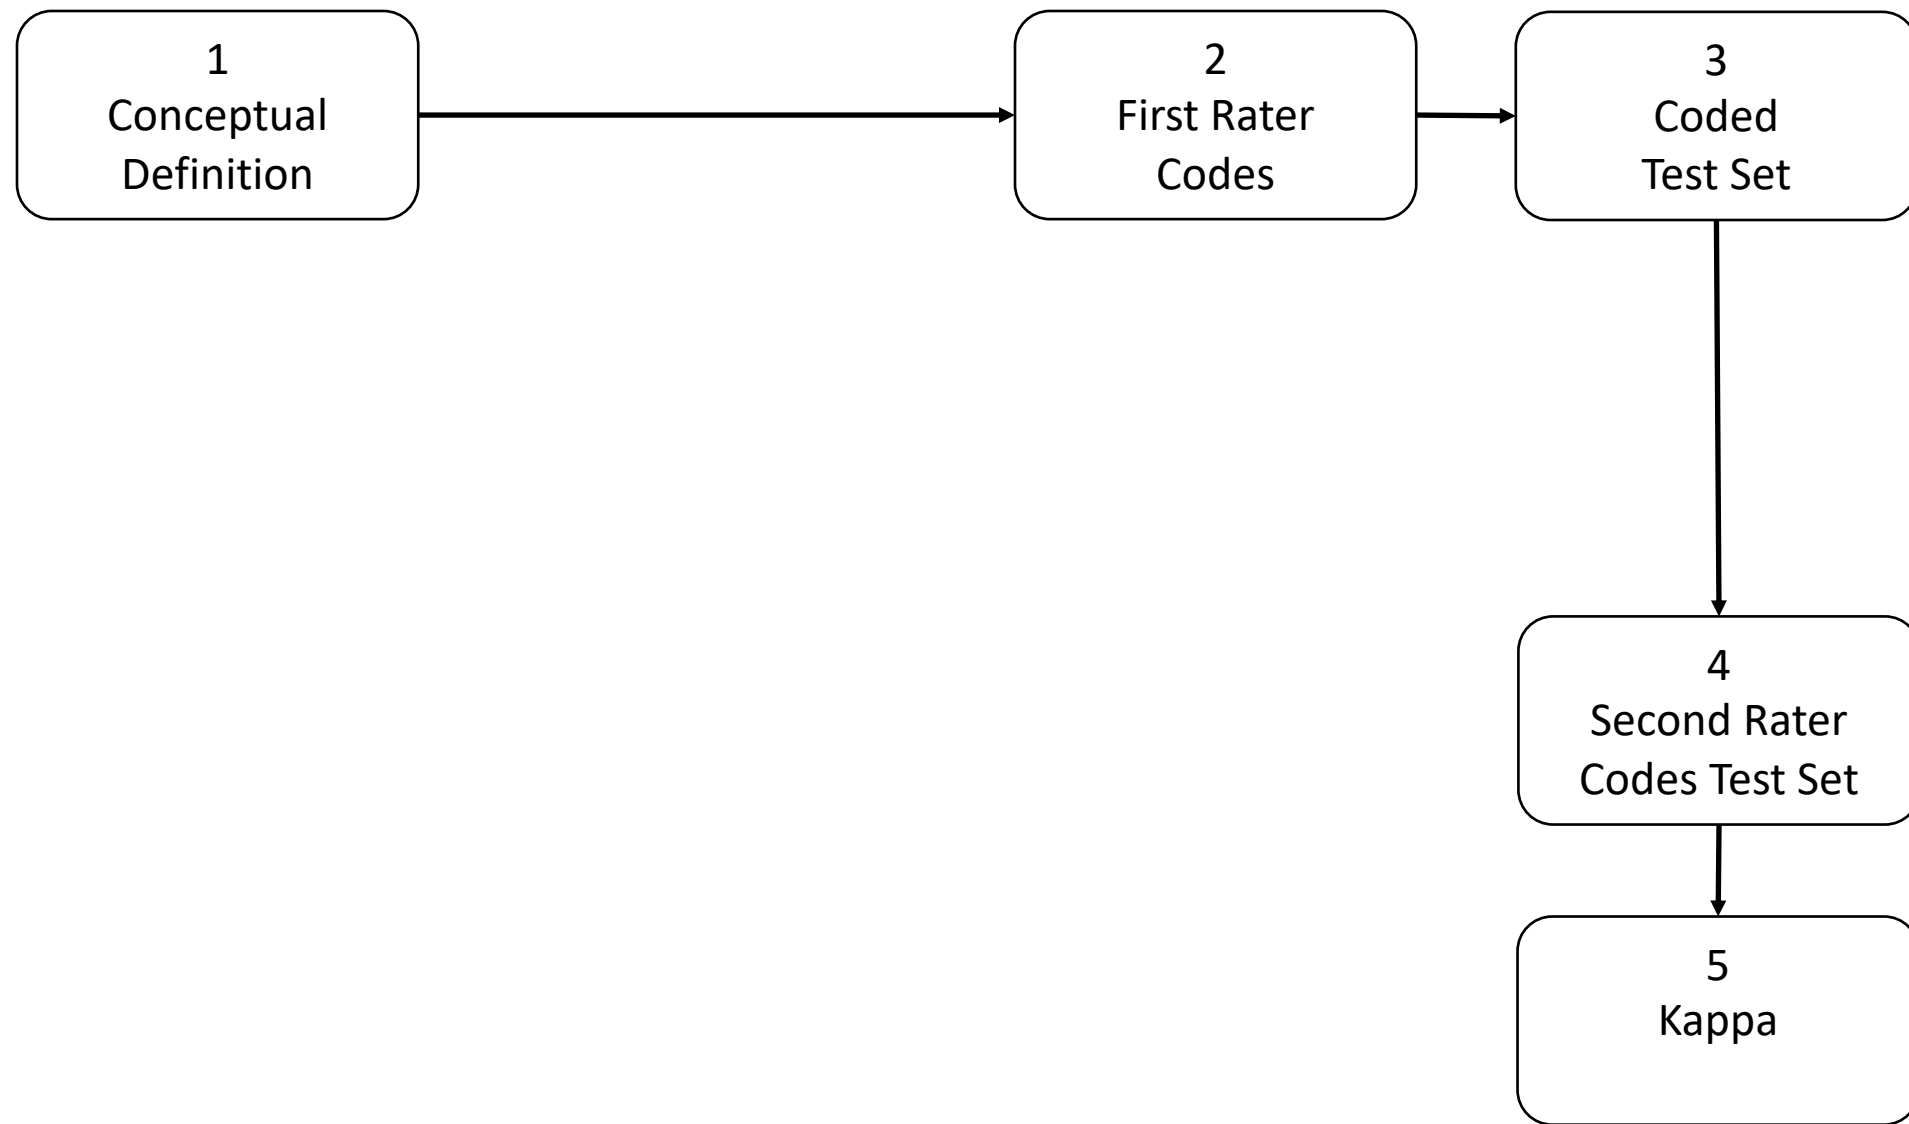 1
Conceptual
Definition
2
First Rater
Codes
3
Coded
Test Set
4
Second Rater
Codes Test Set
5
Kappa